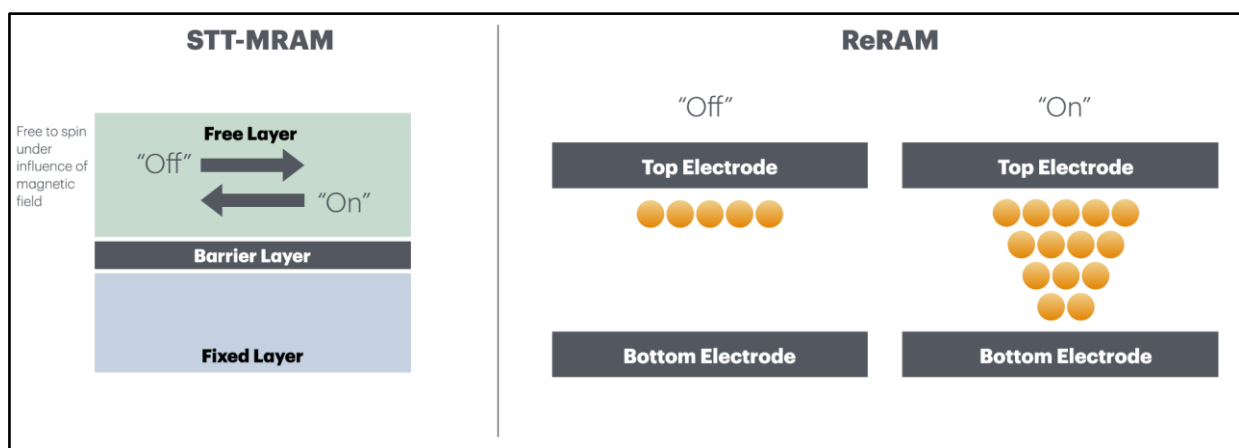 STT-MRAM
Free to spin
under
influence of
magnetic
field
Free Layer
“Off”
“On”
Barrier Layer
Fixed Layer
ReRAM
“Off”
Top Electrode
Bottom Electrode
“On”
Top Electrode
Bottom Electrode